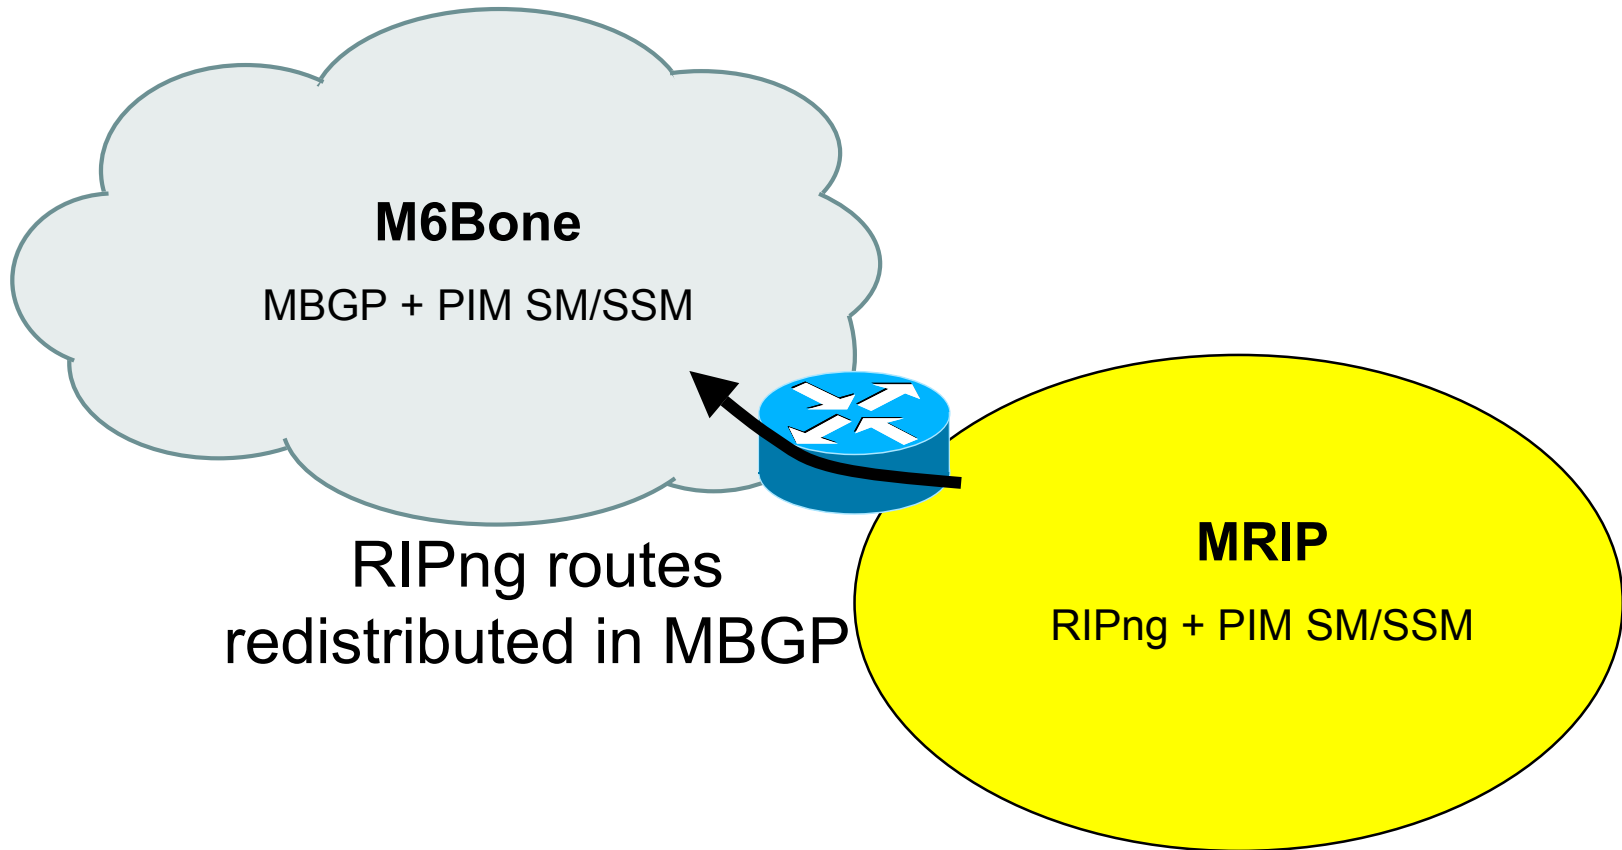 M6Bone
MBGP + PIM SM/SSM
RIPng routes
redistributed in MBGP
MRIP
RIPng + PIM SM/SSM